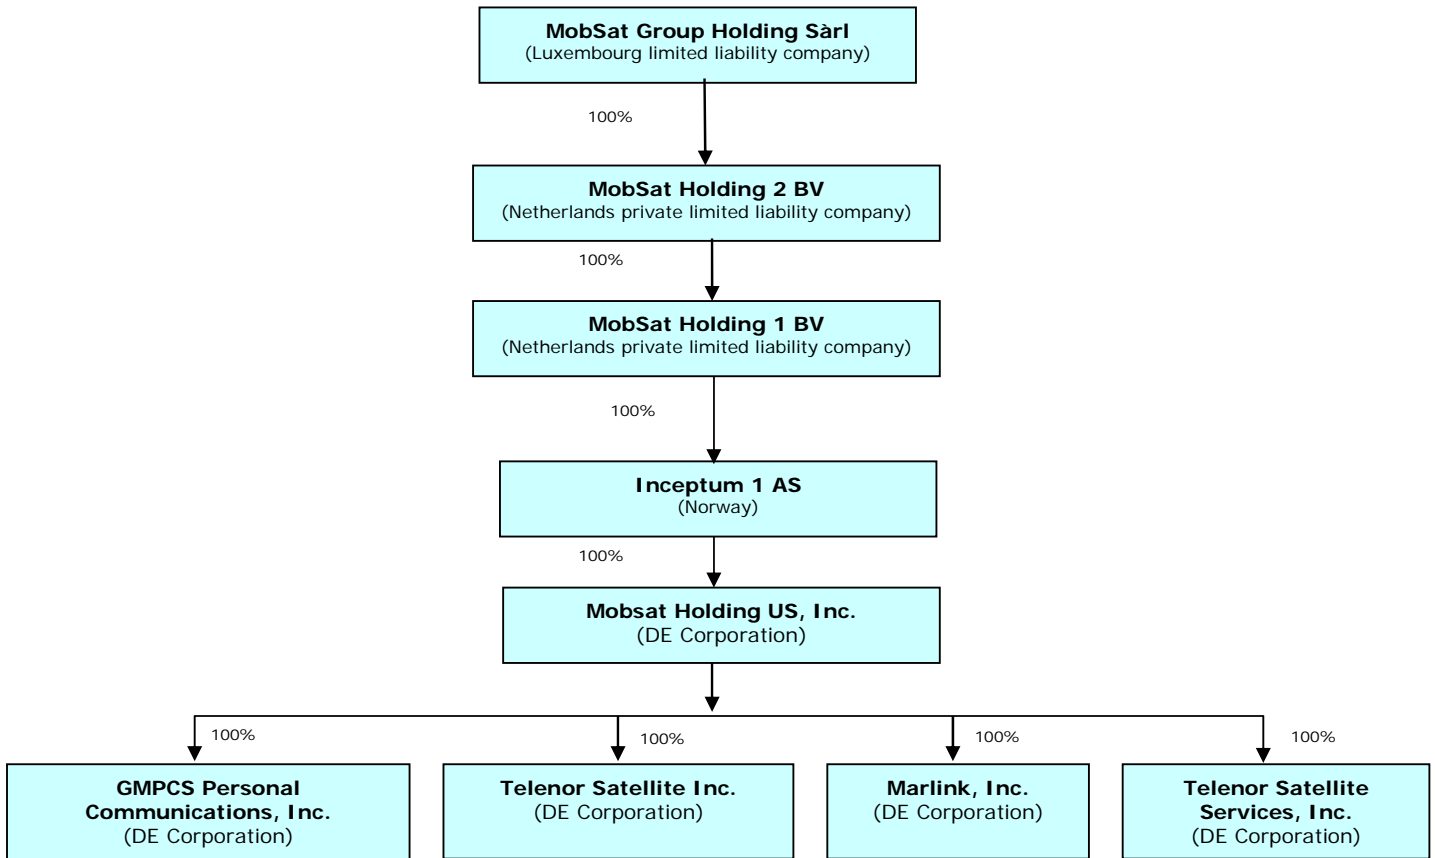 MobSat Group Holding Sàrl
(Luxembourg limited liability company)
100%
MobSat Holding 2 BV
(Netherlands private limited liability company)
100%
MobSat Holding 1 BV
(Netherlands private limited liability company)
100%
Inceptum 1 AS
(Norway)
100%
Mobsat Holding US, Inc.
(DE Corporation)
100%
100%
100%
100%
GMPCS Personal
Communications, Inc.
(DE Corporation)
Telenor Satellite Inc.
(DE Corporation)
Marlink, Inc.
(DE Corporation)
Telenor Satellite
Services, Inc.
(DE Corporation)